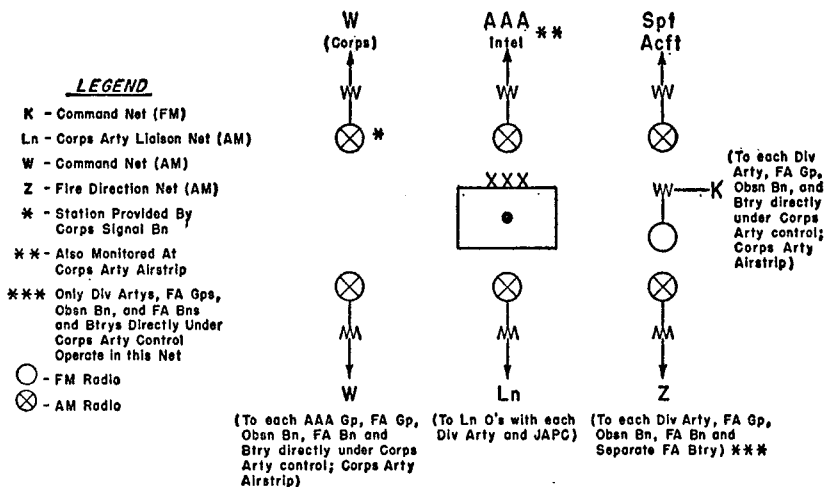 W
(Corps)
AAA
Intel **
Spt
Acft
LEGEND
K - Command Net (FM)
Ln - Corps Arty Liaison Net (AM)
W - Command Net (AM)
Z - Fire Direction Net (AM)
* - Station Provided By
Corps Signal Bn
** - Also Monitored At
Corps Arty Airstrip
*** Only Div Artys, FA Gps,
Obsn Bn, and FA Bns
and Btrys Directly Under
Corps Arty Control
Operate in this Net
- FM Radio
- AM Radio
*
XXX
K
(To each Div
Arty, FA Gp,
Obsn Bn, and
Btry directly
under Corps
Arty control;
Corps Arty
Airstrip)
W
(To each AAA Gp, FA Gp,
Obsn Bn, FA Bn and
Btry directly under Corps
Arty control; Corps Arty
Airstrip)
Ln
(To Ln O's with each
Div Arty and JAPC)
Z
(To each Div Arty, FA Gp,
Obsn Bn, FA Bn and
Separate FA Btry) ***